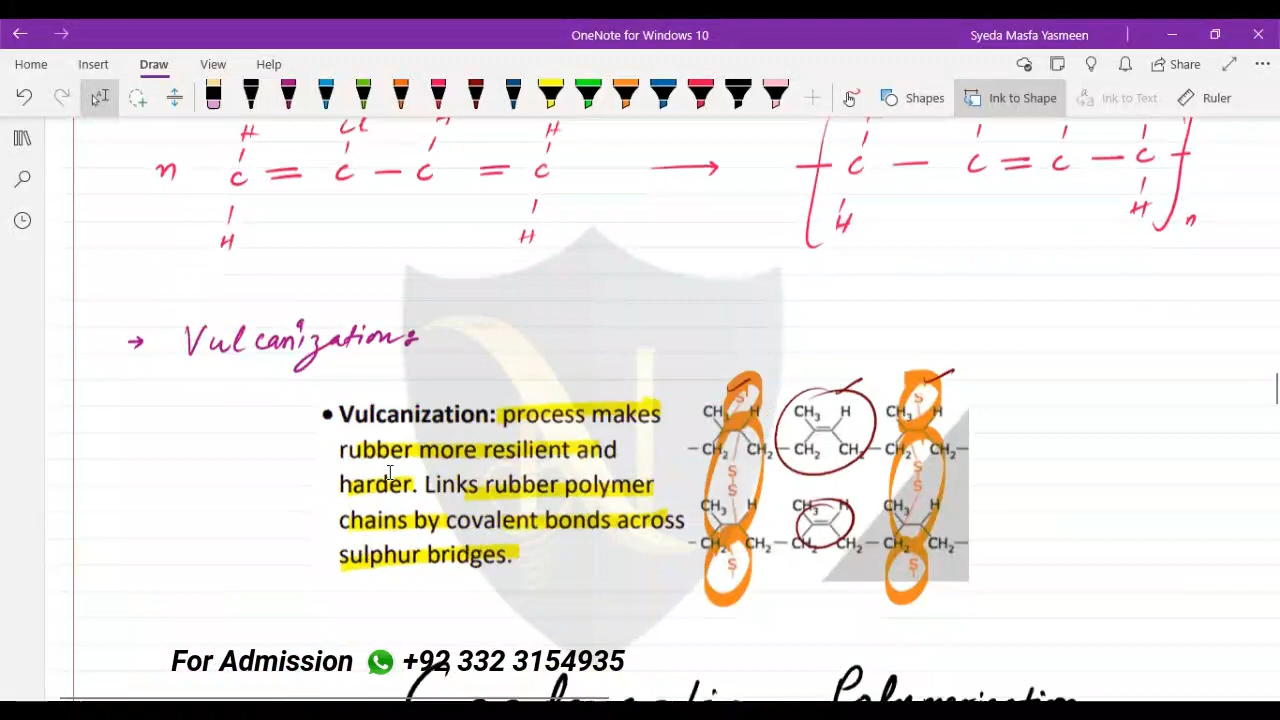 OneNote for Windows 10
Syeda Masfa Yasmeen
Home Insert Draw View Help
Share
Shapes Ink to Shape Ink to Text Ruler
H Cl H
n C = C - C = C → C - C = C - C
H H H H n
→ Vulcanization:
• Vulcanization: process makes
rubber more resilient and
harder. Links rubber polymer
chains by covalent bonds across
sulphur bridges.
S S
CH3 H CH3 H CH3 H
- CH2 CH2 - CH2 CH2 - CH2 CH2 -
S S
S S
CH3 H CH3 H CH3 H
- CH2 CH2 - CH2 CH2 - CH2 CH2 -
S S
For Admission +92 332 3154935
Polymerization